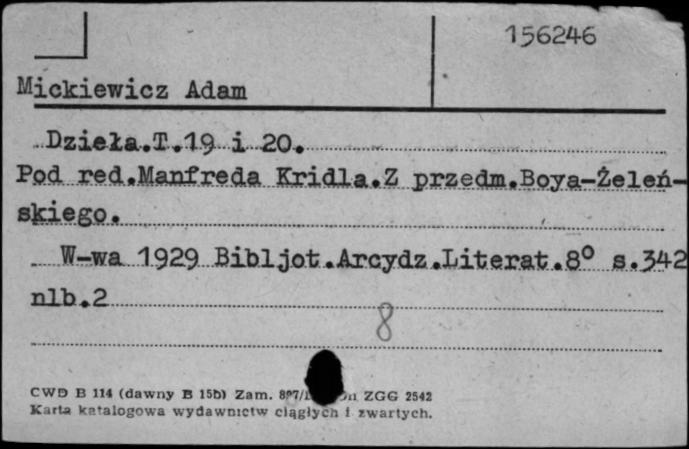 156246
Mickiewicz Adam
Dzieła.T.19 i 20.
Pod red.Manfreda Kridla.Z przedm.Boya-Żeleń-
skiego.
W-wa 1929 Bibljot.Arcydz.Literat.8° s.342
nlb.2
8
CWD B 114 (dawny B 15b) Zam. ZGG 2542
Karta katalogowa wydawnictw ciągłych i zwartych.